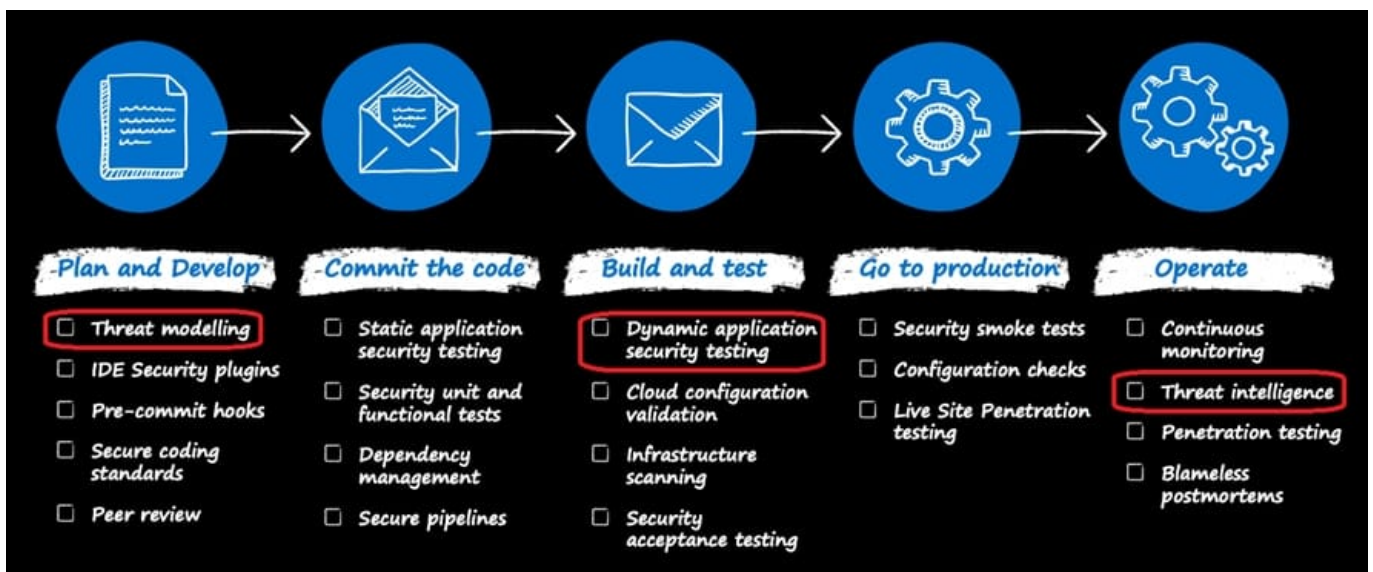 Plan and Develop
Threat modelling
IDE Security plugins
Pre-commit hooks
Secure coding
standards
Peer review
Commit the code
Static application
security testing
Security unit and
functional tests
Dependency
management
Secure pipelines
Build and test
Dynamic application
security testing
Cloud configuration
validation
Infrastructure
scanning
Security
acceptance testing
Go to production
Security smoke tests
Configuration checks
Live Site Penetration
testing
Operate
Continuous
monitoring
Threat intelligence
Penetration testing
Blameless
postmortems